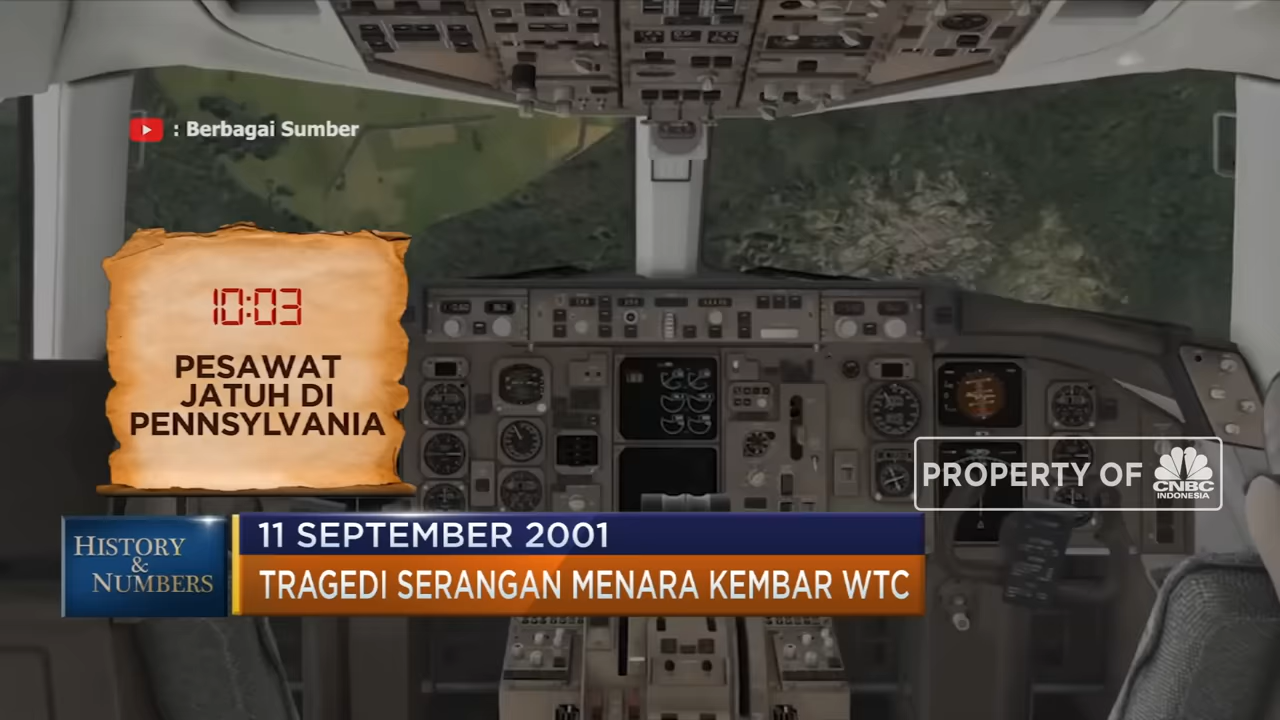 : Berbagai Sumber
10:03
PESAWAT
JATUH DI
PENNSYLVANIA
PROPERTY OF CNBC INDONESIA
HISTORY
&
NUMBERS
11 SEPTEMBER 2001
TRAGEDI SERANGAN MENARA KEMBAR WTC